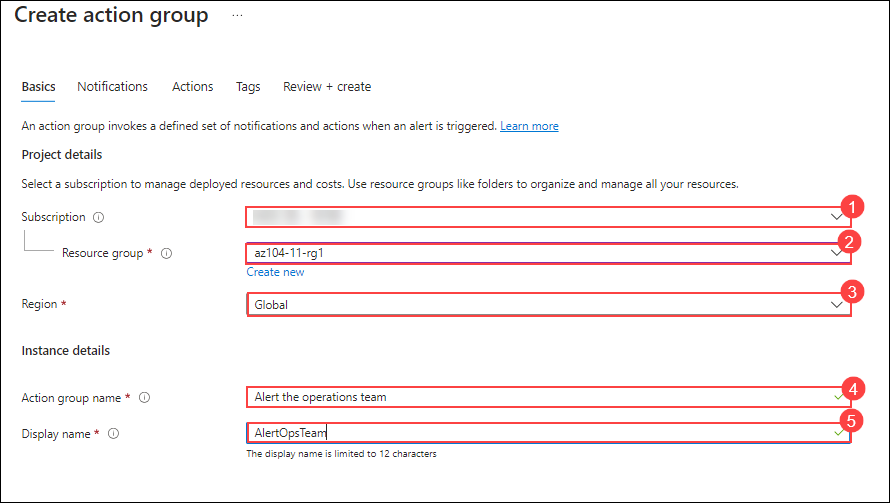 Create action group ...
Basics Notifications Actions Tags Review + create
An action group invokes a defined set of notifications and actions when an alert is triggered. Learn more
Project details
Select a subscription to manage deployed resources and costs. Use resource groups like folders to organize and manage all your resources.
Subscription 1
Resource group * az104-11-rg1 2
Create new
Region * Global 3
Instance details
Action group name * Alert the operations team 4
Display name * AlertOpsTeam 5
The display name is limited to 12 characters